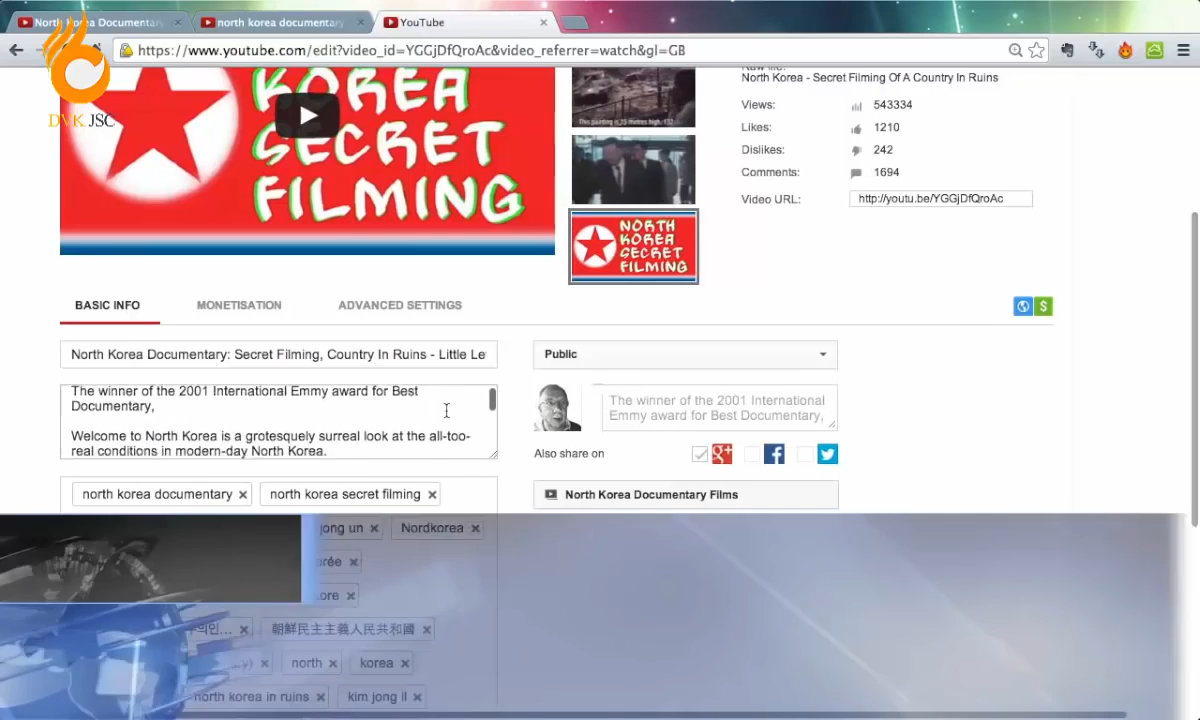 North Korea Documentary
north korea documentary
YouTube
https://www.youtube.com/edit?video_id=YGGjDfQroAc&video_referrer=watch&gl=GB
DVK JSC
KOREA
SECRET
FILMING
This painting is 15 metres high, 132
NORTH
KOREA
SECRET
FILMING
North Korea - Secret Filming Of A Country In Ruins
Views: 543334
Likes: 1210
Dislikes: 242
Comments: 1694
Video URL: http://youtu.be/YGGjDfQroAc
BASIC INFO MONETISATION ADVANCED SETTINGS
North Korea Documentary: Secret Filming, Country In Ruins - Little Le
Public
The winner of the 2001 International Emmy award for Best
Documentary,
Welcome to North Korea is a grotesquely surreal look at the all-too-
real conditions in modern-day North Korea.
The winner of the 2001 International
Emmy award for Best Documentary,
Also share on
North Korea Documentary Films
north korea documentary north korea secret filming
jong un Nordkorea
朝鮮民主主義人民共和國
north korea
north korea in ruins kim jong il